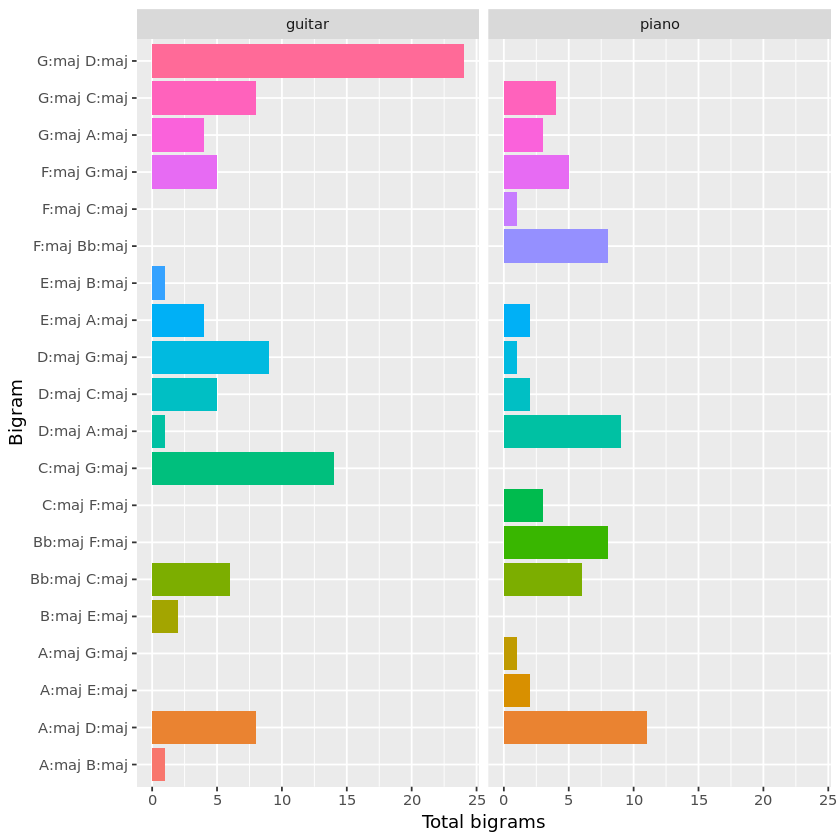 guitar piano
G:maj D:maj
G:maj C:maj
G:maj A:maj
F:maj G:maj
F:maj C:maj
F:maj Bb:maj
E:maj B:maj
E:maj A:maj
D:maj G:maj
D:maj C:maj
D:maj A:maj
C:maj G:maj
C:maj F:maj
Bb:maj F:maj
Bb:maj C:maj
B:maj E:maj
A:maj G:maj
A:maj E:maj
A:maj D:maj
A:maj B:maj
Bigram
0 5 10 15 20 25 0 5 10 15 20 25
Total bigrams